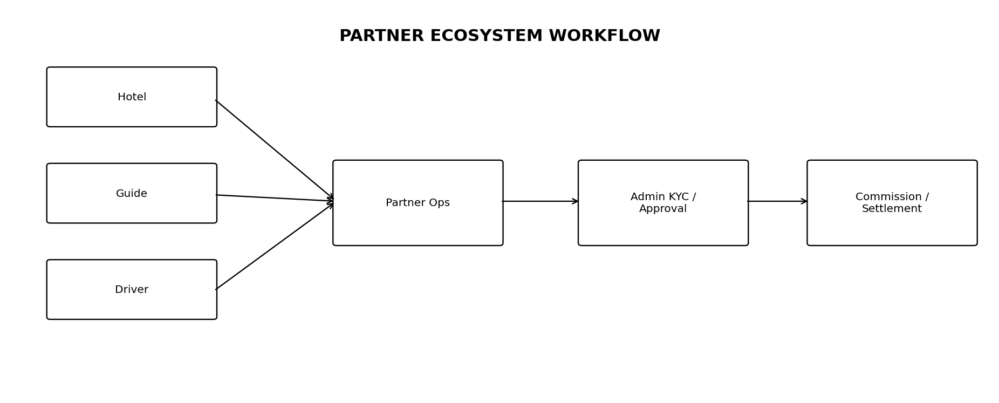 PARTNER ECOSYSTEM WORKFLOW
Hotel
Guide
Driver
Partner Ops
Admin KYC /
Approval
Commission /
Settlement